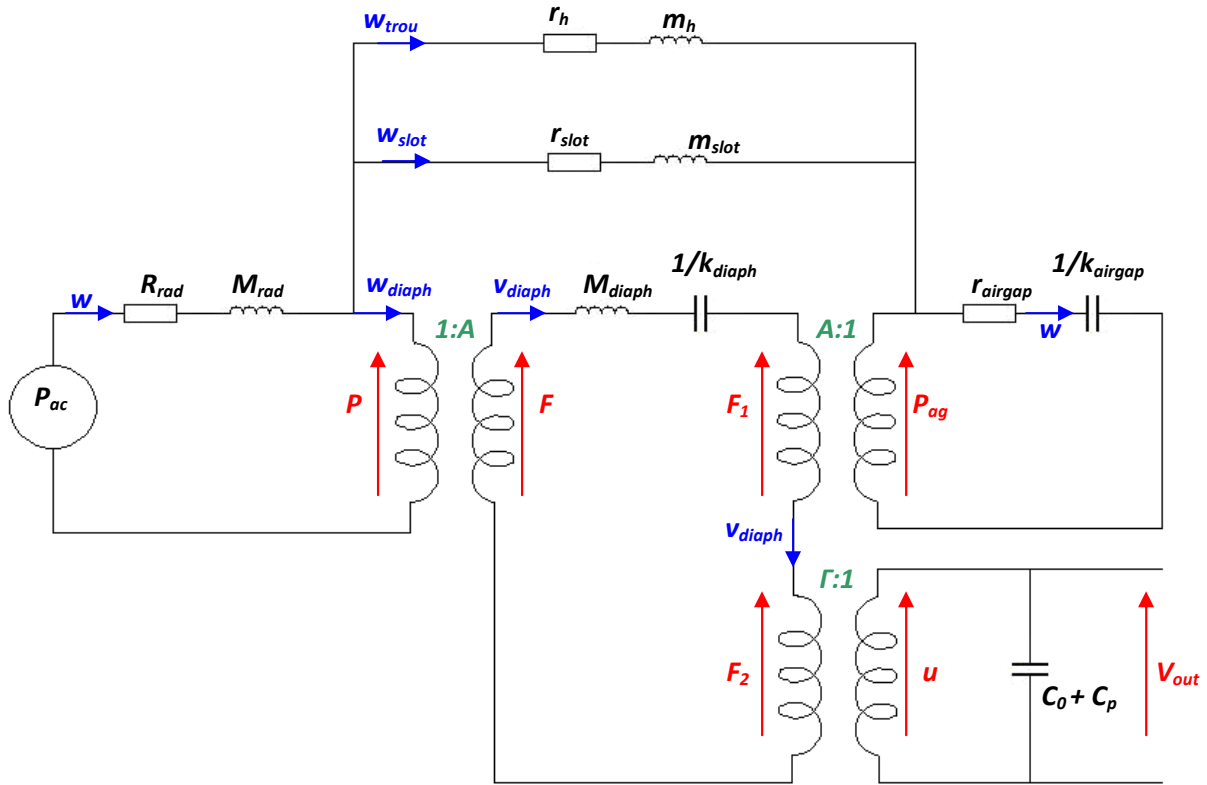 w_trou
r_h
m_h
w_slot
r_slot
m_slot
w
R_rad
M_rad
w_diaph
v_diaph
M_diaph
1/k_diaph
r_airgap
w
1/k_airgap
1:A
A:1
P_ac
P
F
F_1
P_ag
v_diaph
Γ:1
F_2
u
C_0 + C_p
V_out